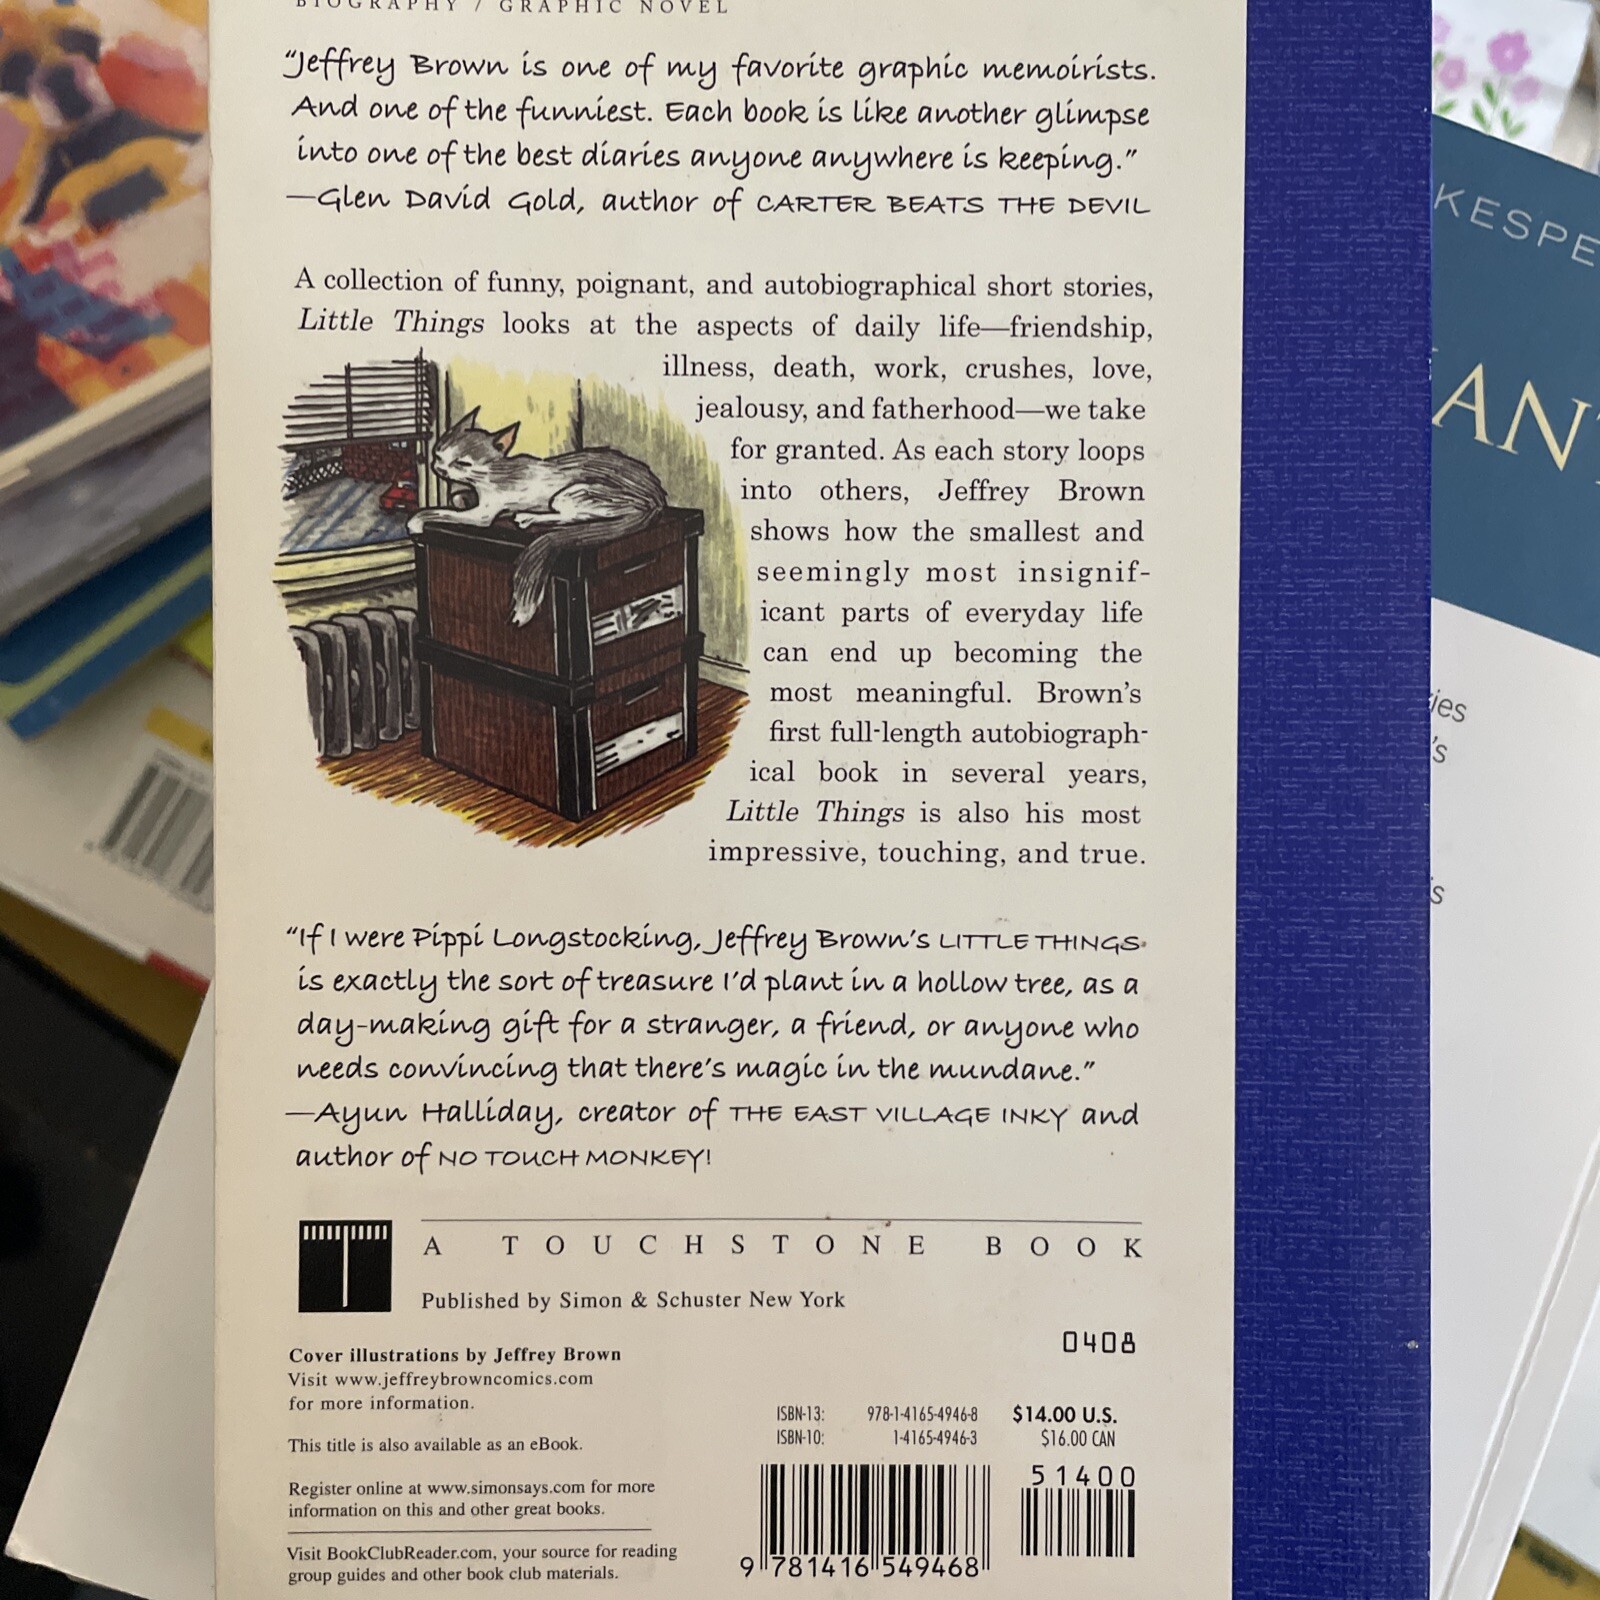 BIOGRAPHY / GRAPHIC NOVEL
“Jeffrey Brown is one of my favorite graphic memoirists.
And one of the funniest. Each book is like another glimpse
into one of the best diaries anyone anywhere is keeping.”
—Glen David Gold, author of CARTER BEATS THE DEVIL
A collection of funny, poignant, and autobiographical short stories,
Little Things looks at the aspects of daily life—friendship,
illness, death, work, crushes, love,
jealousy, and fatherhood—we take
for granted. As each story loops
into others, Jeffrey Brown
shows how the smallest and
seemingly most insignif-
icant parts of everyday life
can end up becoming the
most meaningful. Brown’s
first full-length autobiograph-
ical book in several years,
Little Things is also his most
impressive, touching, and true.
“If I were Pippi Longstocking, Jeffrey Brown’s LITTLE THINGS
is exactly the sort of treasure I’d plant in a hollow tree, as a
day-making gift for a stranger, a friend, or anyone who
needs convincing that there’s magic in the mundane.”
—Ayun Halliday, creator of THE EAST VILLAGE INKY and
author of NO TOUCH MONKEY!
A TOUCHSTONE BOOK
Published by Simon & Schuster New York
0408
Cover illustrations by Jeffrey Brown
Visit www.jeffreybrowncomics.com
for more information.
This title is also available as an eBook.
Register online at www.simonsays.com for more
information on this and other great books.
Visit BookClubReader.com, your source for reading
group guides and other book club materials.
ISBN-13: 978-1-4165-4946-8 $14.00 U.S.
ISBN-10: 1-4165-4946-3 $16.00 CAN
51400
9 781416 549468
KESPE
ANT
ies
’s
s